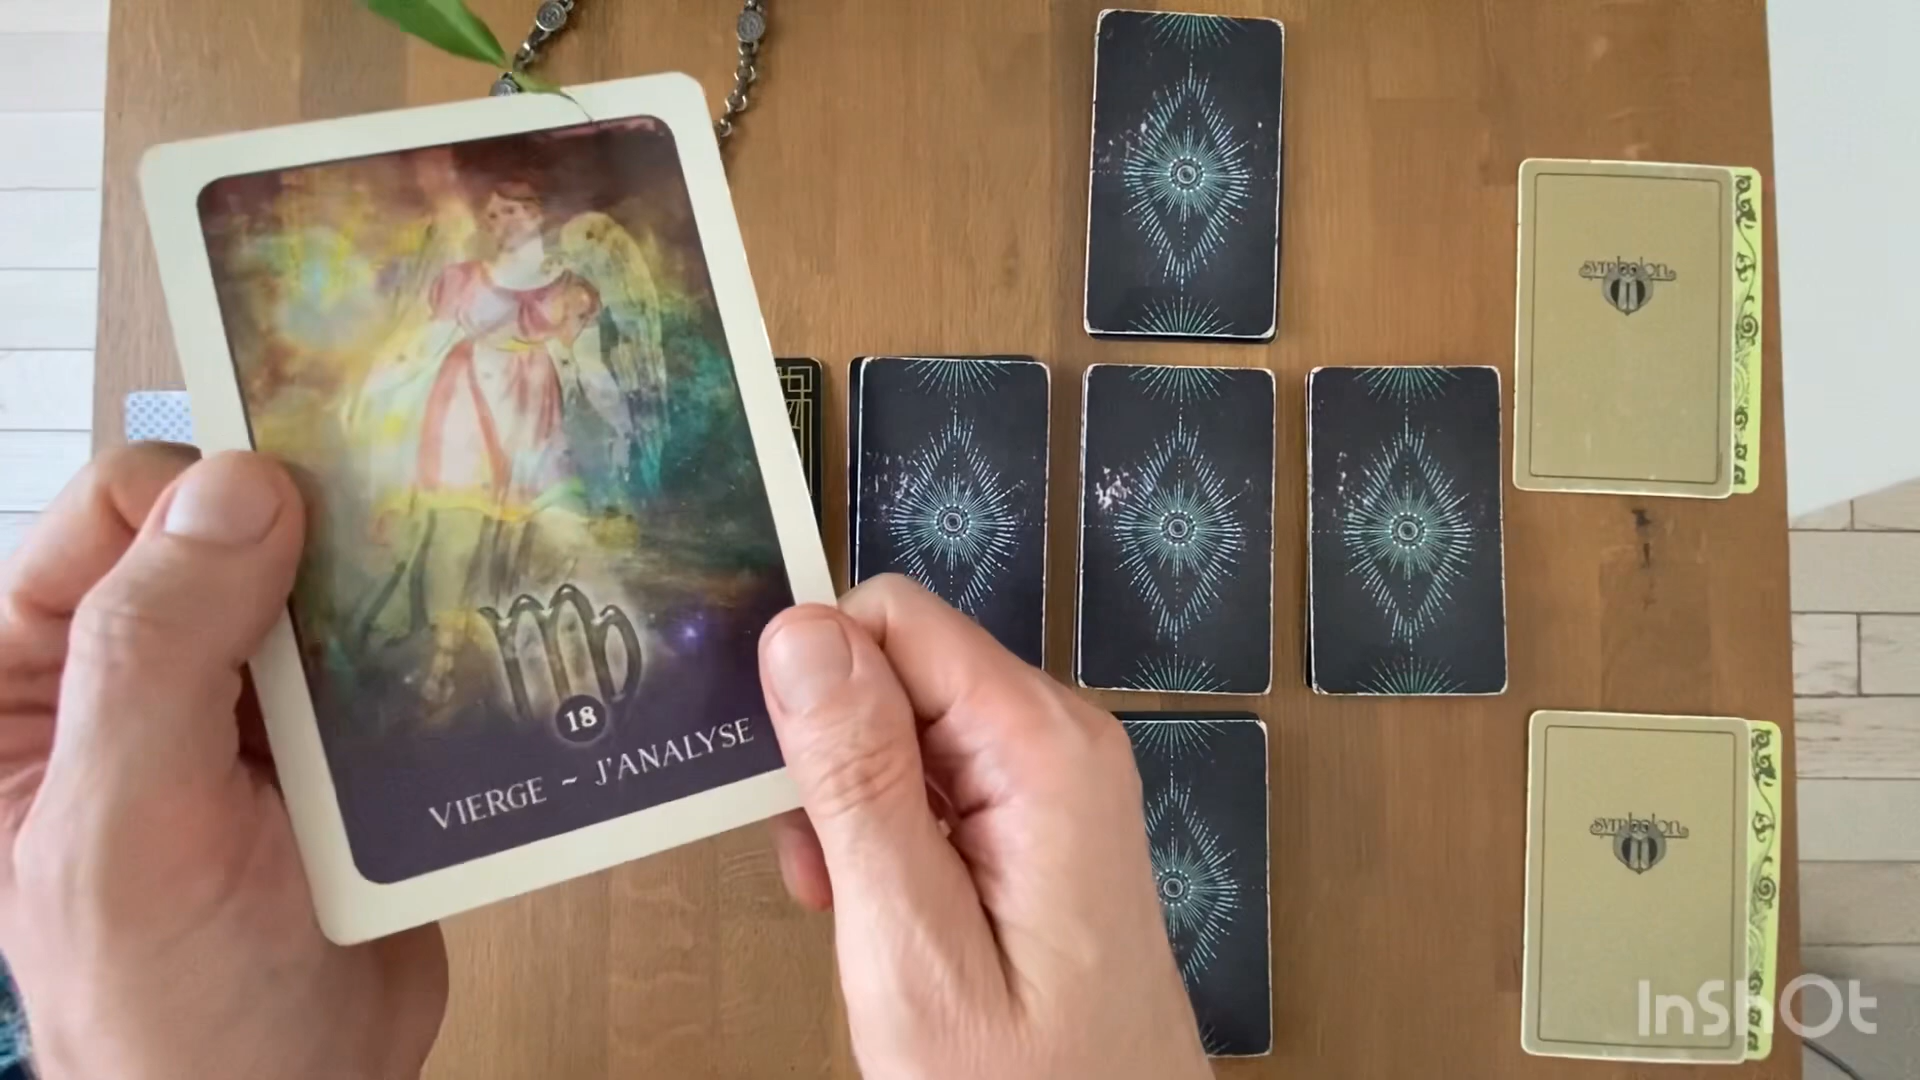 18
VIERGE ~ J'ANALYSE
symbolon
symbolon
InShOt